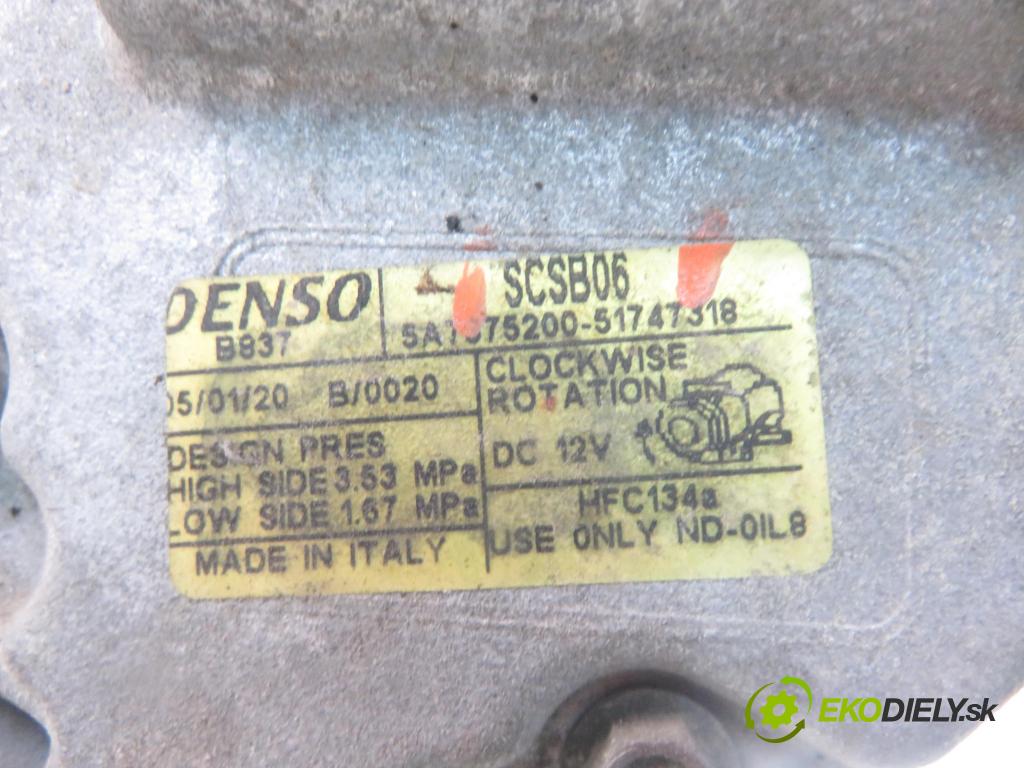 DENSO
B837
SCSB06
5A7875200-51747318
05/01/20 B/0020
CLOCKWISE
ROTATION
DC 12V
DESIGN PRES
HIGH SIDE 3.53 MPa
LOW SIDE 1.67 MPa
MADE IN ITALY
HFC134a
USE ONLY ND-OIL8
EKODIELY.sk